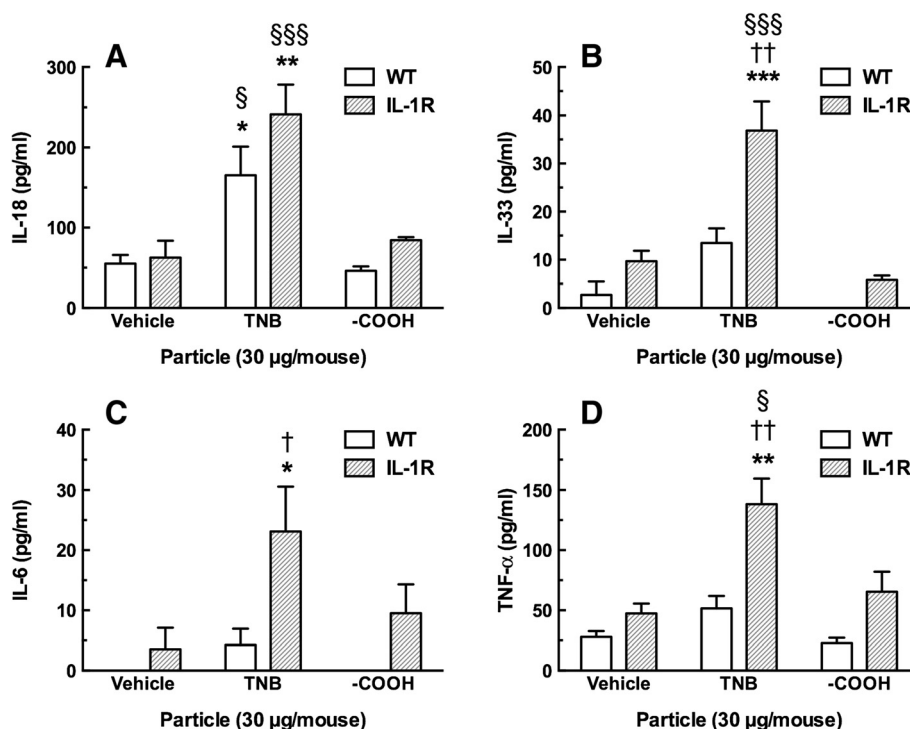 A
§§§
**
§
*
WT
IL-1R
IL-18 (pg/ml)
300
200
100
0
Vehicle TNB -COOH
Particle (30 µg/mouse)
B
§§§
††
***
WT
IL-1R
IL-33 (pg/ml)
50
40
30
20
10
0
Vehicle TNB -COOH
Particle (30 µg/mouse)
C
†
*
WT
IL-1R
IL-6 (pg/ml)
40
30
20
10
0
Vehicle TNB -COOH
Particle (30 µg/mouse)
D
§
††
**
WT
IL-1R
TNF-α (pg/ml)
200
150
100
50
0
Vehicle TNB -COOH
Particle (30 µg/mouse)